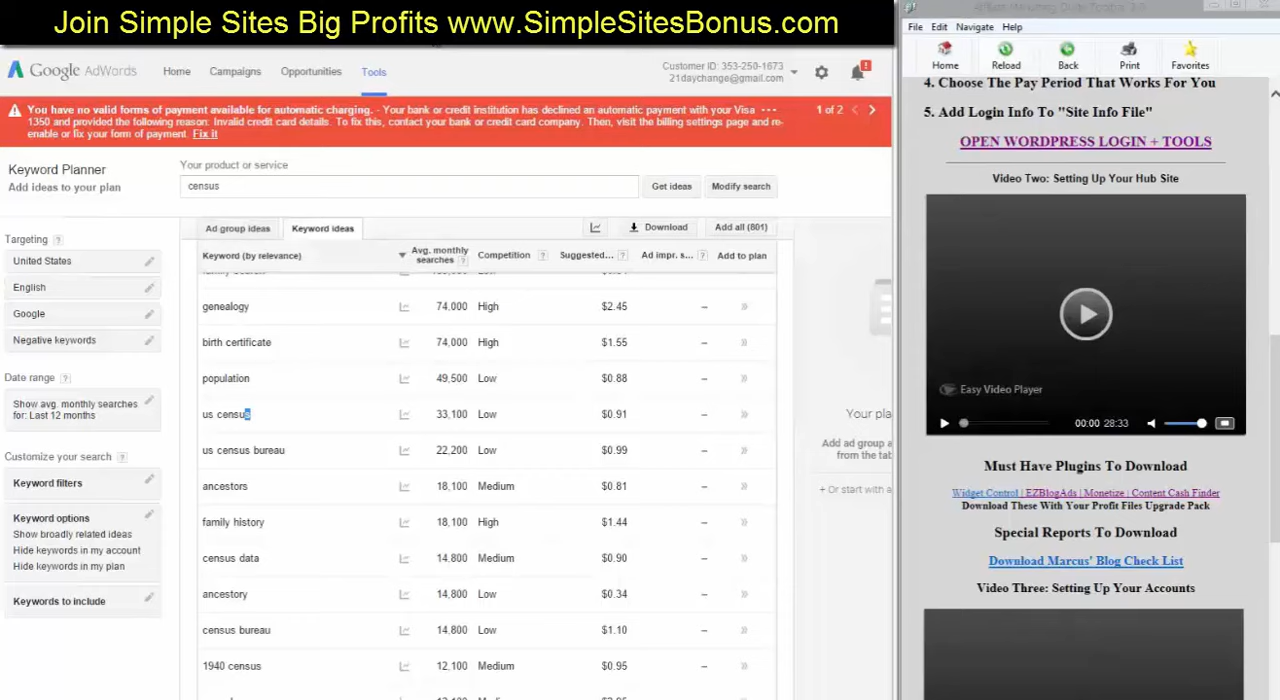 Join Simple Sites Big Profits www.SimpleSitesBonus.com
File Edit Navigate Help
Home Reload Back Print Favorites
Google AdWords Home Campaigns Opportunities Tools
Customer ID: 353-250-1673
21daychange@gmail.com
!
You have no valid forms of payment available for automatic charging. - Your bank or credit institution has declined an automatic payment with your Visa ••• 1 of 2
1350 and provided the following reason: Invalid credit card details. To fix this, contact your bank or credit card company. Then, visit the billing settings page and re-
enable or fix your form of payment. Fix it
Keyword Planner
Add ideas to your plan
Your product or service
census
Get ideas Modify search
Targeting ?
United States
English
Google
Negative keywords
Date range ?
Show avg. monthly searches
for: Last 12 months
Customize your search ?
Keyword filters
Keyword options
Show broadly related ideas
Hide keywords in my account
Hide keywords in my plan
Keywords to include
Ad group ideas Keyword ideas Download Add all (801)
Keyword (by relevance) Avg. monthly searches ? Competition ? Suggested... ? Ad impr. s... ? Add to plan
genealogy 74,000 High $2.45 – »
birth certificate 74,000 High $1.55 – »
population 49,500 Low $0.88 – »
us census 33,100 Low $0.91 – »
us census bureau 22,200 Low $0.99 – »
ancestors 18,100 Medium $0.81 – »
family history 18,100 High $1.44 – »
census data 14,800 Medium $0.90 – »
ancestory 14,800 Low $0.34 – »
census bureau 14,800 Low $1.10 – »
1940 census 12,100 Medium $0.95 – »
Your pla
Add ad group a
from the tab
+ Or start with a
4. Choose The Pay Period That Works For You
5. Add Login Info To "Site Info File"
OPEN WORDPRESS LOGIN + TOOLS
Video Two: Setting Up Your Hub Site
Easy Video Player
00:00 28:33
Must Have Plugins To Download
Widget Control | EZBlogAds | Monetize | Content Cash Finder
Download These With Your Profit Files Upgrade Pack
Special Reports To Download
Download Marcus' Blog Check List
Video Three: Setting Up Your Accounts